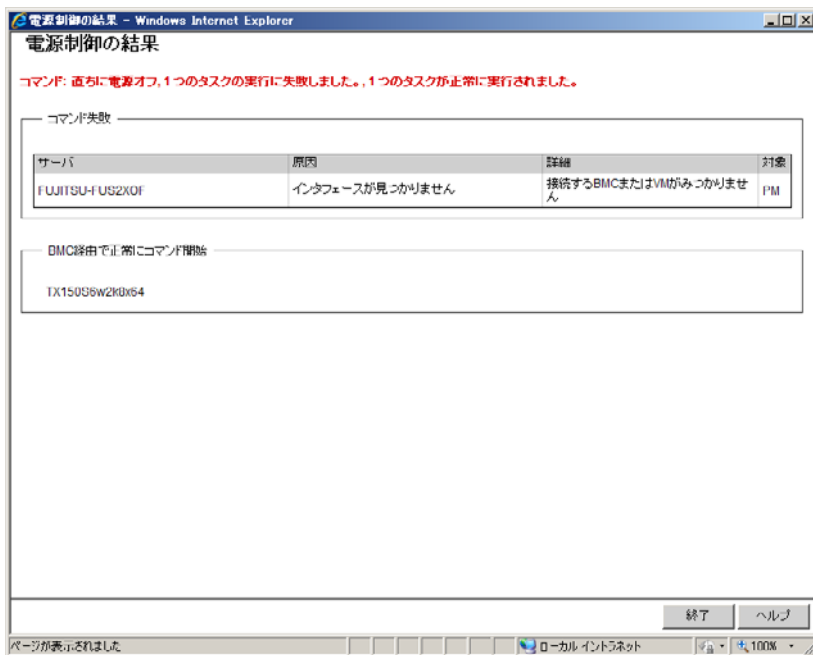 電源制御の結果 - Windows Internet Explorer
電源制御の結果
コマンド: 直ちに電源オフ,1つのタスクの実行に失敗しました。,1つのタスクが正常に実行されました。
コマンド失敗
サーバ 原因 詳細 対象
FUJITSU-FUS2XOF インタフェースが見つかりません 接続するBMCまたはVMがみつかりませ
ん PM
BMC経由で正常にコマンド開始
TX150S6w2k8x64
終了 ヘルプ
ページが表示されました ローカル イントラネット 100%